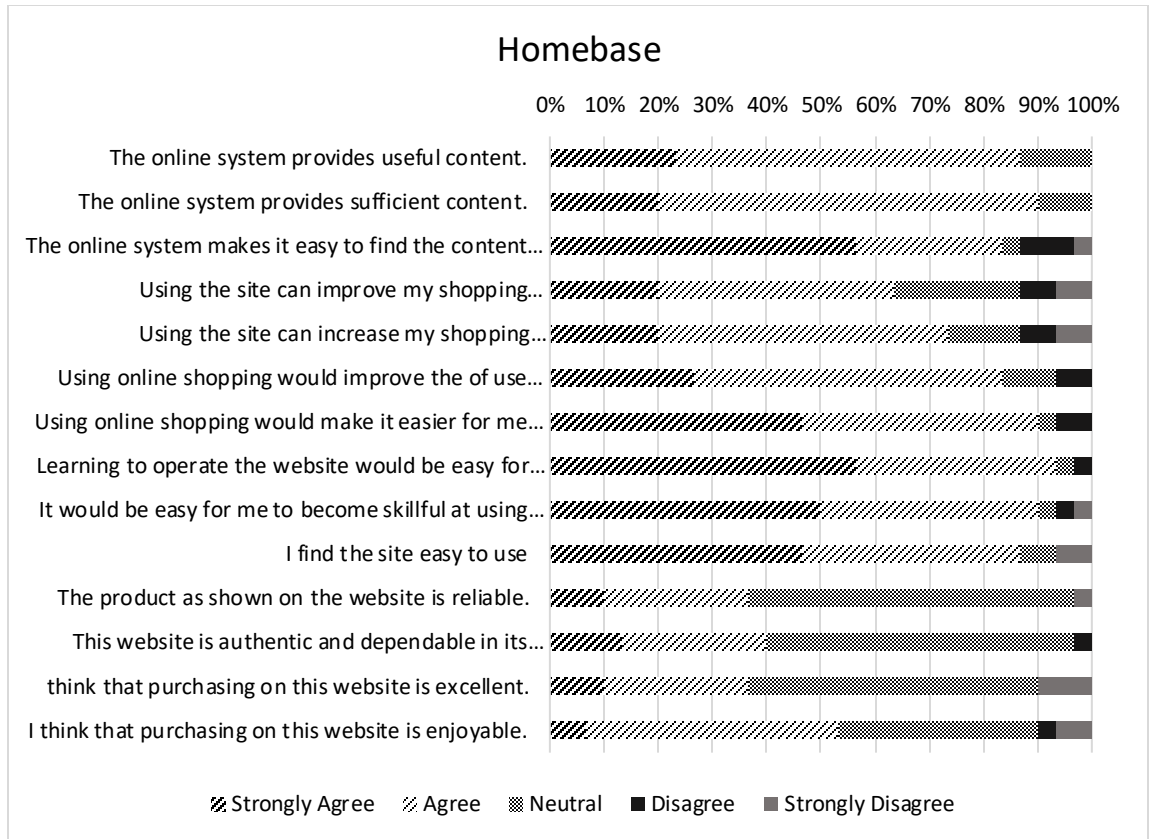 Homebase
0% 10% 20% 30% 40% 50% 60% 70% 80% 90% 100%
The online system provides useful content.
The online system provides sufficient content.
The online system makes it easy to find the content...
Using the site can improve my shopping...
Using the site can increase my shopping...
Using online shopping would improve the of use...
Using online shopping would make it easier for me...
Learning to operate the website would be easy for...
It would be easy for me to become skillful at using...
I find the site easy to use
The product as shown on the website is reliable.
This website is authentic and dependable in its...
think that purchasing on this website is excellent.
I think that purchasing on this website is enjoyable.
Strongly Agree Agree Neutral Disagree Strongly Disagree